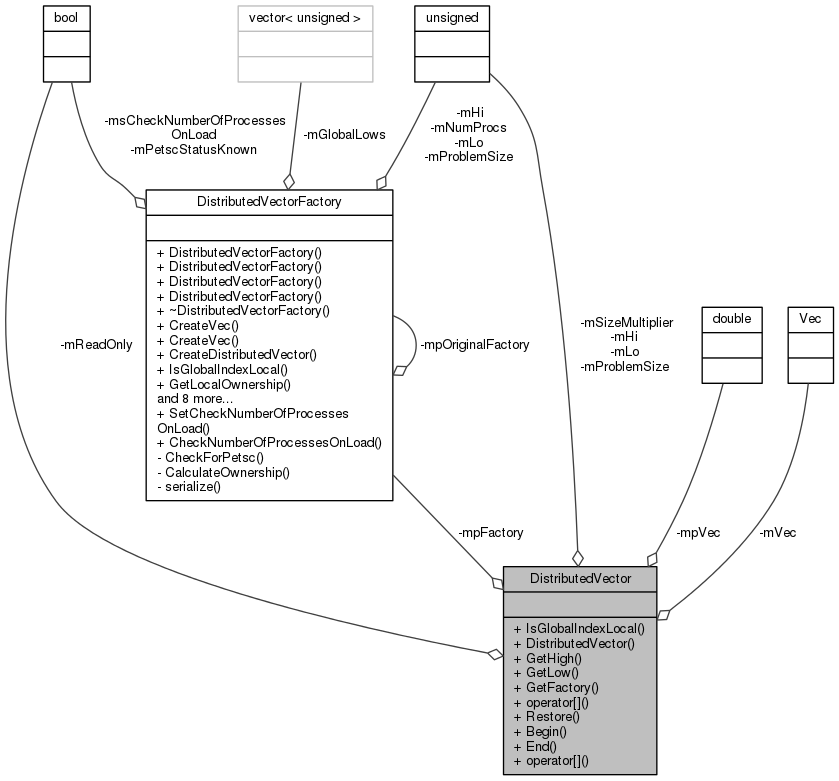 bool
vector< unsigned >
unsigned
-msCheckNumberOfProcesses
OnLoad
-mPetscStatusKnown
-mGlobalLows
-mHi
-mNumProcs
-mLo
-mProblemSize
DistributedVectorFactory
+ DistributedVectorFactory()
+ DistributedVectorFactory()
+ DistributedVectorFactory()
+ DistributedVectorFactory()
+ ~DistributedVectorFactory()
+ CreateVec()
+ CreateVec()
+ CreateDistributedVector()
+ IsGlobalIndexLocal()
+ GetLocalOwnership()
and 8 more...
+ SetCheckNumberOfProcesses
OnLoad()
+ CheckNumberOfProcessesOnLoad()
- CheckForPetsc()
- CalculateOwnership()
- serialize()
-mReadOnly
-mpOriginalFactory
-mSizeMultiplier
-mHi
-mLo
-mProblemSize
double
Vec
-mpFactory
-mpVec
-mVec
DistributedVector
+ IsGlobalIndexLocal()
+ DistributedVector()
+ GetHigh()
+ GetLow()
+ GetFactory()
+ operator[]()
+ Restore()
+ Begin()
+ End()
+ operator[]()